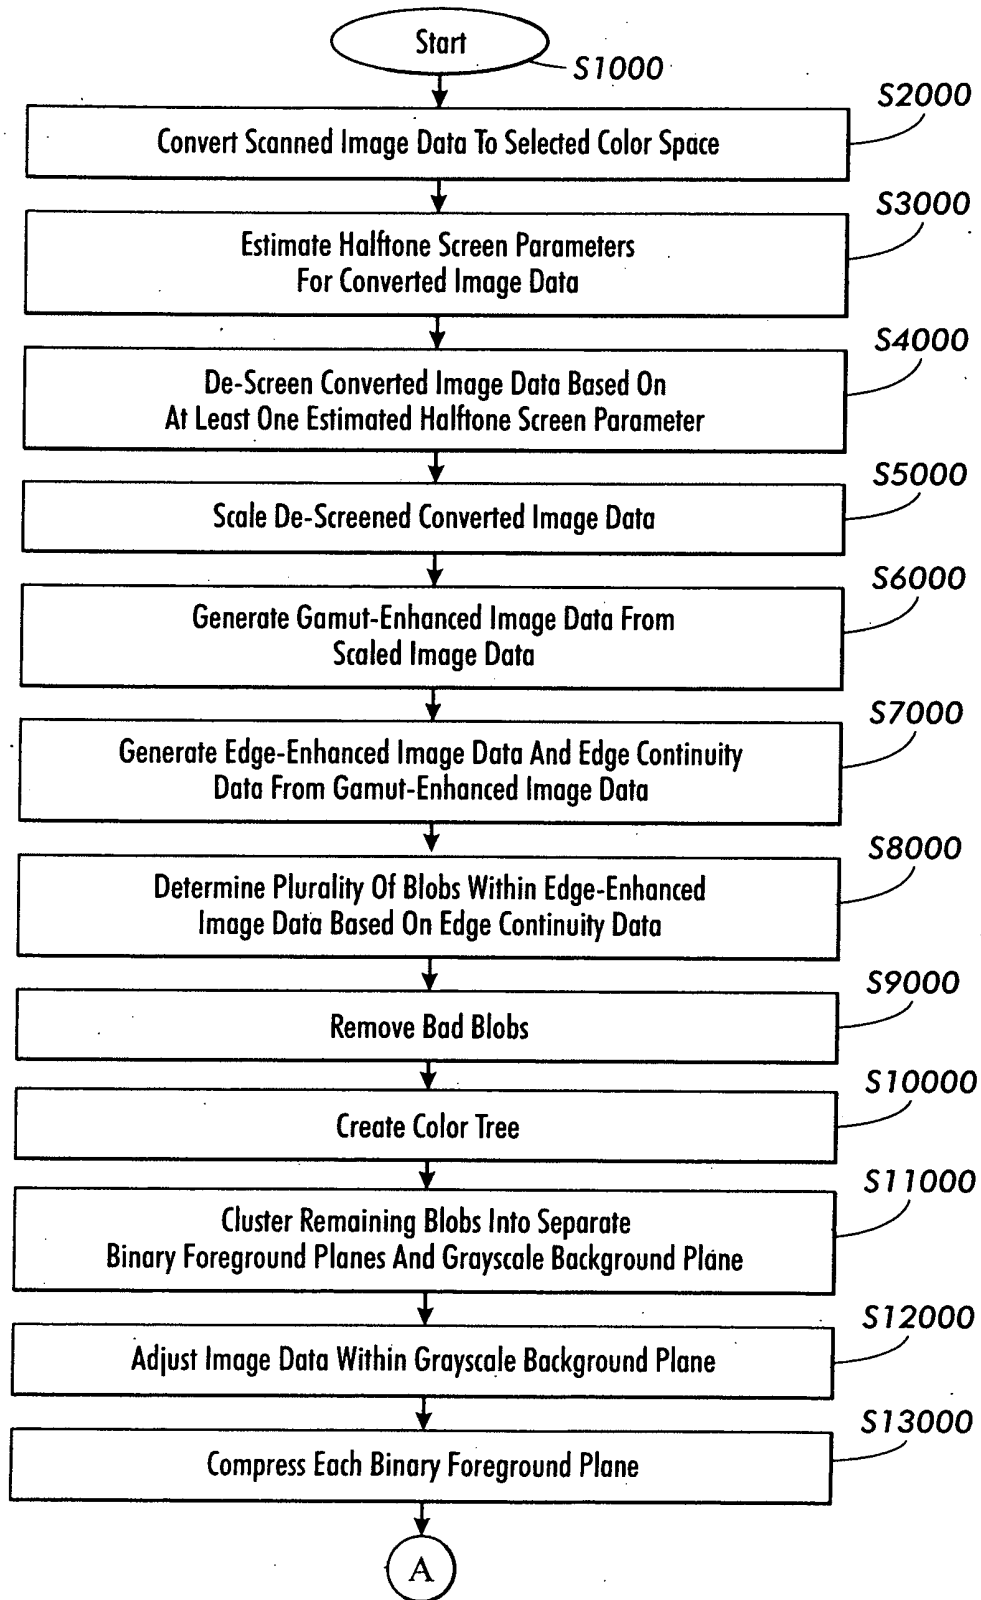 Start
S1000
S2000
Convert Scanned Image Data To Selected Color Space
S3000
Estimate Halftone Screen Parameters
For Converted Image Data
S4000
De-Screen Converted Image Data Based On
At Least One Estimated Halftone Screen Parameter
S5000
Scale De-Screened Converted Image Data
S6000
Generate Gamut-Enhanced Image Data From
Scaled Image Data
S7000
Generate Edge-Enhanced Image Data And Edge Continuity
Data From Gamut-Enhanced Image Data
S8000
Determine Plurality Of Blobs Within Edge-Enhanced
Image Data Based On Edge Continuity Data
S9000
Remove Bad Blobs
S10000
Create Color Tree
S11000
Cluster Remaining Blobs Into Separate
Binary Foreground Planes And Grayscale Background Plane
S12000
Adjust Image Data Within Grayscale Background Plane
S13000
Compress Each Binary Foreground Plane
A